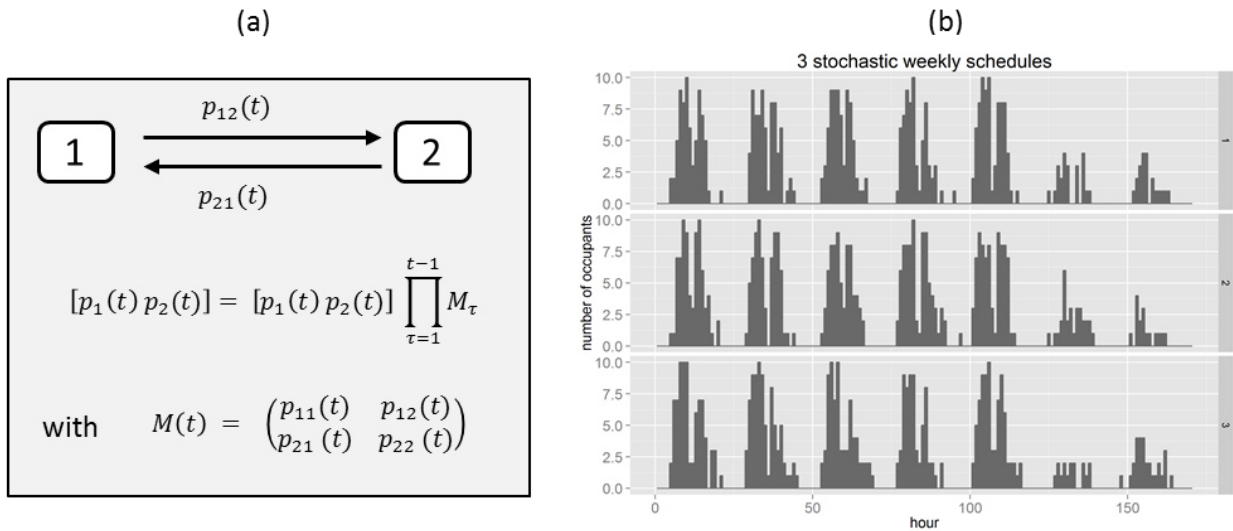 (a)
p₁₂(t)
1
2
p₂₁(t)
[p₁(t) p₂(t)] = [p₁(t) p₂(t)] ∏_{τ=1}^{t−1} M_τ
with M(t) = (p₁₁(t) p₁₂(t)
p₂₁ (t) p₂₂ (t))
(b)
3 stochastic weekly schedules
number of occupants
10.0
7.5
5.0
2.5
0.0
1
10.0
7.5
5.0
2.5
0.0
2
10.0
7.5
5.0
2.5
0.0
3
0
50
100
150
hour